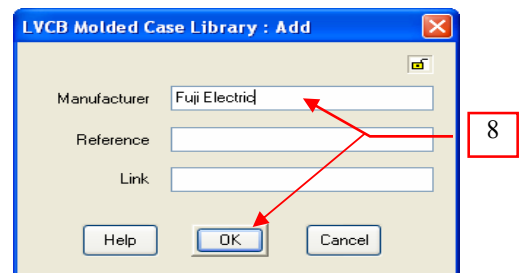 LVCB Molded Case Library : Add
Manufacturer Fuji Electric
Reference
8
Link
Help OK Cancel